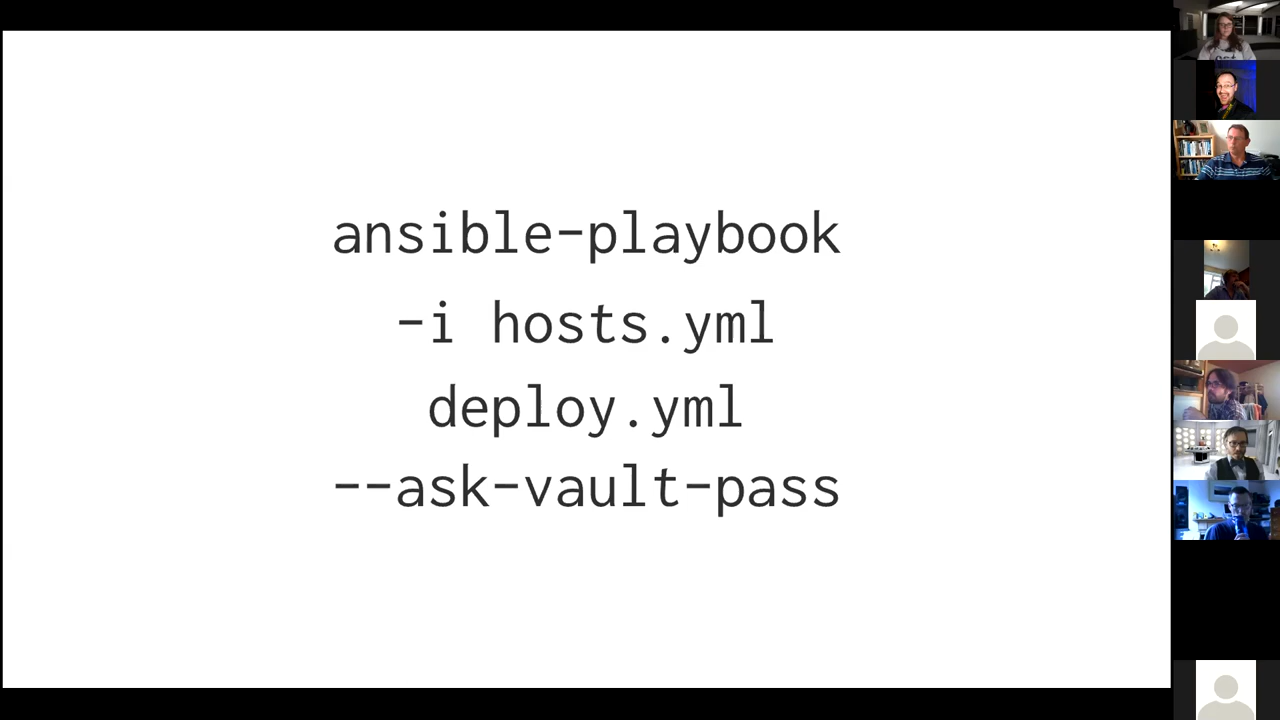 ansible-playbook
-i hosts.yml
deploy.yml
--ask-vault-pass